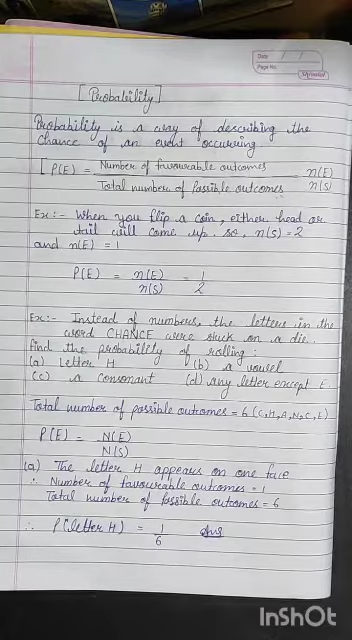 Date / /
Page No.
[Probability]
Probability is a way of describing the
chance of an event occurring
[P(E) = Number of favourable outcomes = n(E)
Total number of Possible outcomes n(S)
Ex:- When you flip a coin, either head or
tail will come up. so, n(S)=2
and n(E) = 1
P(E) = n(E) = 1
n(S) 2
Ex:- Instead of numbers, the letters in the
word CHANCE were stuck on a die.
find the probability of rolling:
(a) Letter H (b) a vowel
(c) a consonant (d) any letter except E
Total number of possible outcomes = 6 (C,H,A,N,C,E)
P(E) = N(E)
N(S)
(a) The letter H appears on one face
∴ Number of favourable outcomes = 1
Total number of possible outcomes = 6
∴ P(letter H) = 1 Ans
6
InShOt